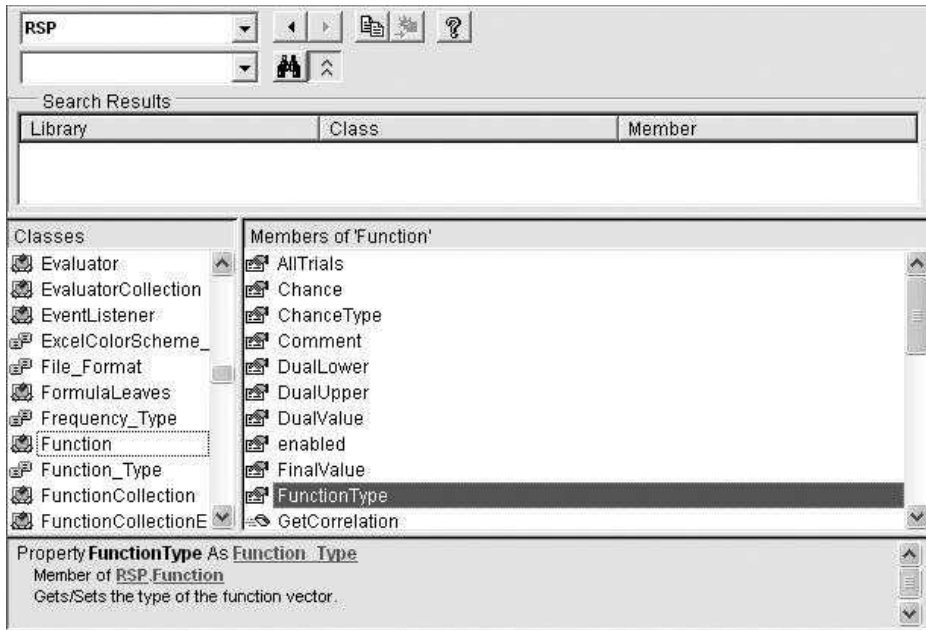 RSP
Search Results
Library Class Member
Classes
Evaluator
EvaluatorCollection
EventListener
ExcelColorScheme_
File_Format
FormulaLeaves
Frequency_Type
Function
Function_Type
FunctionCollection
FunctionCollectionE
Members of 'Function'
AllTrials
Chance
ChanceType
Comment
DualLower
DualUpper
DualValue
enabled
FinalValue
FunctionType
GetCorrelation
Property FunctionType As Function_Type
Member of RSP.Function
Gets/Sets the type of the function vector.